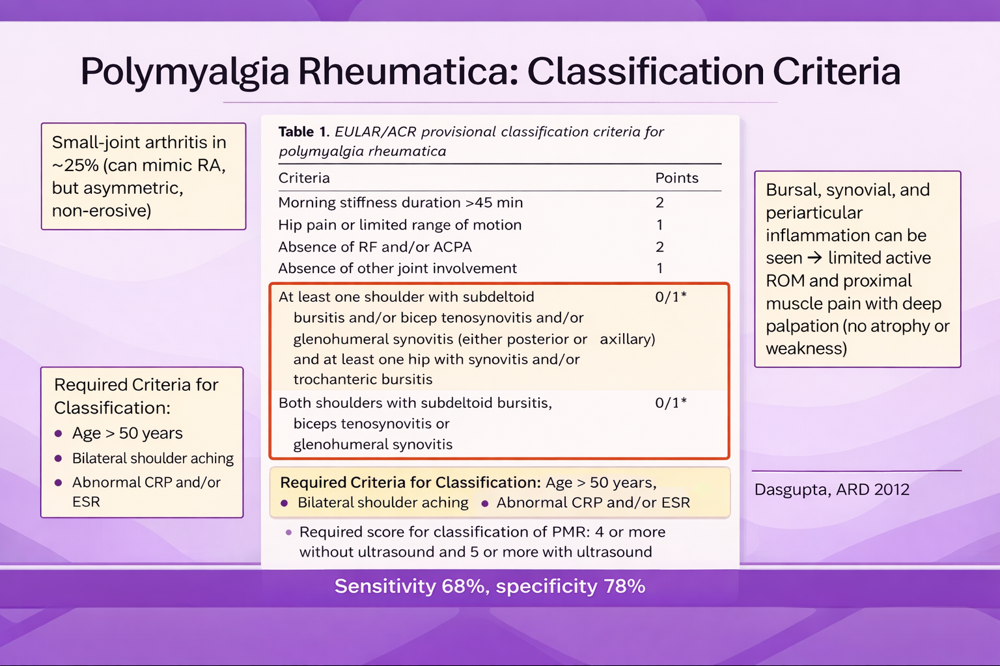 Polymyalgia Rheumatica: Classification Criteria
Small-joint arthritis in
~25% (can mimic RA,
but asymmetric,
non-erosive)
Required Criteria for
Classification:
● Age > 50 years
● Bilateral shoulder aching
● Abnormal CRP and/or
ESR
Table 1. EULAR/ACR provisional classification criteria for
polymyalgia rheumatica
Criteria Points
Morning stiffness duration >45 min 2
Hip pain or limited range of motion 1
Absence of RF and/or ACPA 2
Absence of other joint involvement 1
At least one shoulder with subdeltoid 0/1*
bursitis and/or bicep tenosynovitis and/or
glenohumeral synovitis (either posterior or axillary)
and at least one hip with synovitis and/or
trochanteric bursitis
Both shoulders with subdeltoid bursitis, 0/1*
biceps tenosynovitis or
glenohumeral synovitis
Required Criteria for Classification: Age > 50 years,
● Bilateral shoulder aching ● Abnormal CRP and/or ESR
● Required score for classification of PMR: 4 or more
without ultrasound and 5 or more with ultrasound
Sensitivity 68%, specificity 78%
Bursal, synovial, and
periarticular
inflammation can be
seen → limited active
ROM and proximal
muscle pain with deep
palpation (no atrophy or
weakness)
Dasgupta, ARD 2012